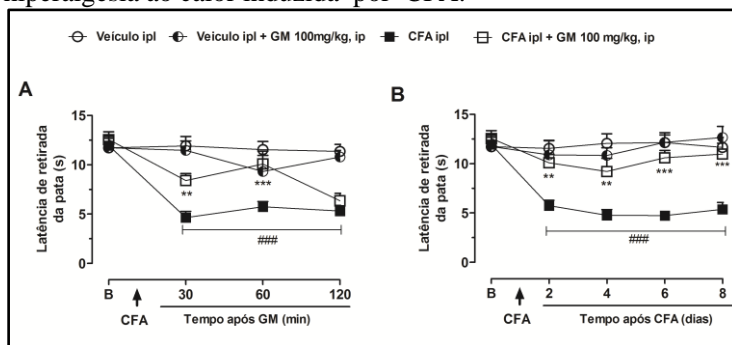 hiperalgesia ao calor induzida por CFA.
Veículo ipl Veículo ipl + GM 100mg/kg, ip CFA ipl CFA ipl + GM 100 mg/kg, ip
A
Latência de retirada
da pata (s)
15
10
5
0
**
***
###
B 30 60 120
CFA Tempo após GM (min)
B
Latência de retirada
da pata (s)
15
10
5
0
**
**
***
***
###
B 2 4 6 8
CFA Tempo após CFA (dias)